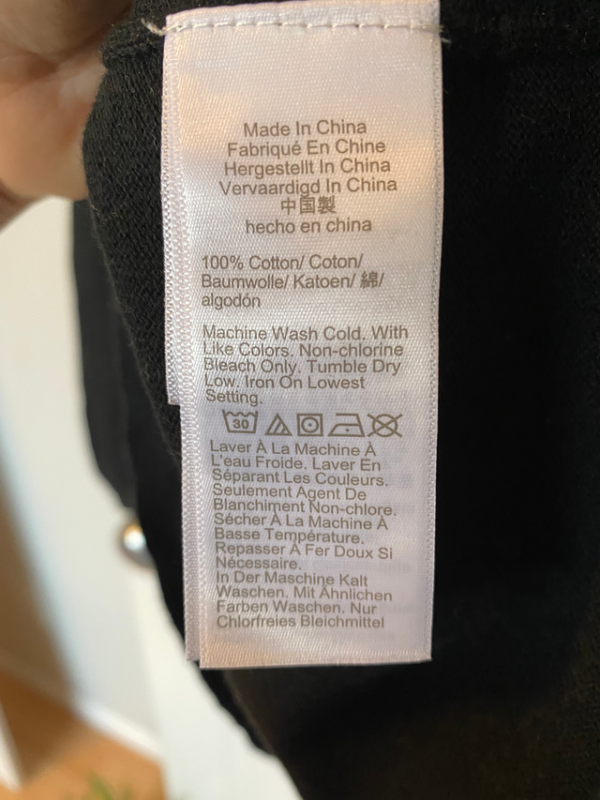 Made In China
Fabriqué En Chine
Hergestellt In China
Vervaardigd In China
中国製
hecho en china
100% Cotton/ Coton/
Baumwolle/ Katoen/ 綿/
algodón
Machine Wash Cold. With
Like Colors. Non-chlorine
Bleach Only. Tumble Dry
Low. Iron On Lowest
Setting.
30
Laver À La Machine À
L'eau Froide. Laver En
Séparant Les Couleurs.
Seulement Agent De
Blanchiment Non-chlore.
Sécher À La Machine À
Basse Température.
Repasser À Fer Doux Si
Nécessaire.
In Der Maschine Kalt
Waschen. Mit Ähnlichen
Farben Waschen. Nur
Chlorfreies Bleichmittel